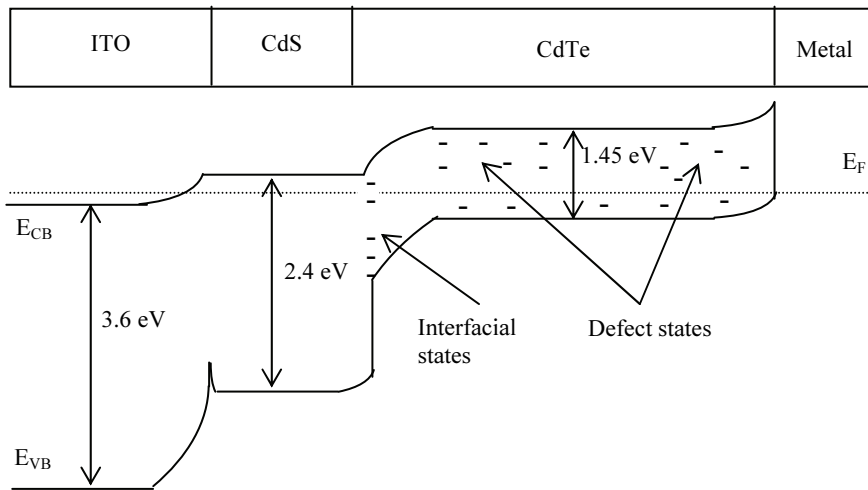 ITO CdS CdTe Metal
1.45 eV
E_F
E_CB
2.4 eV
3.6 eV
Interfacial
states
Defect states
E_VB